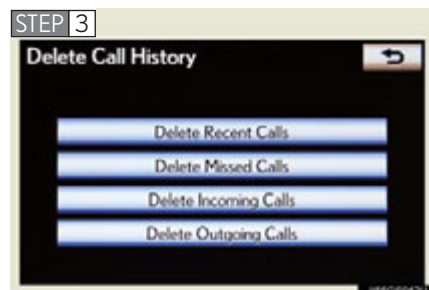 STEP 3
Delete Call History
Delete Recent Calls
Delete Missed Calls
Delete Incoming Calls
Delete Outgoing Calls